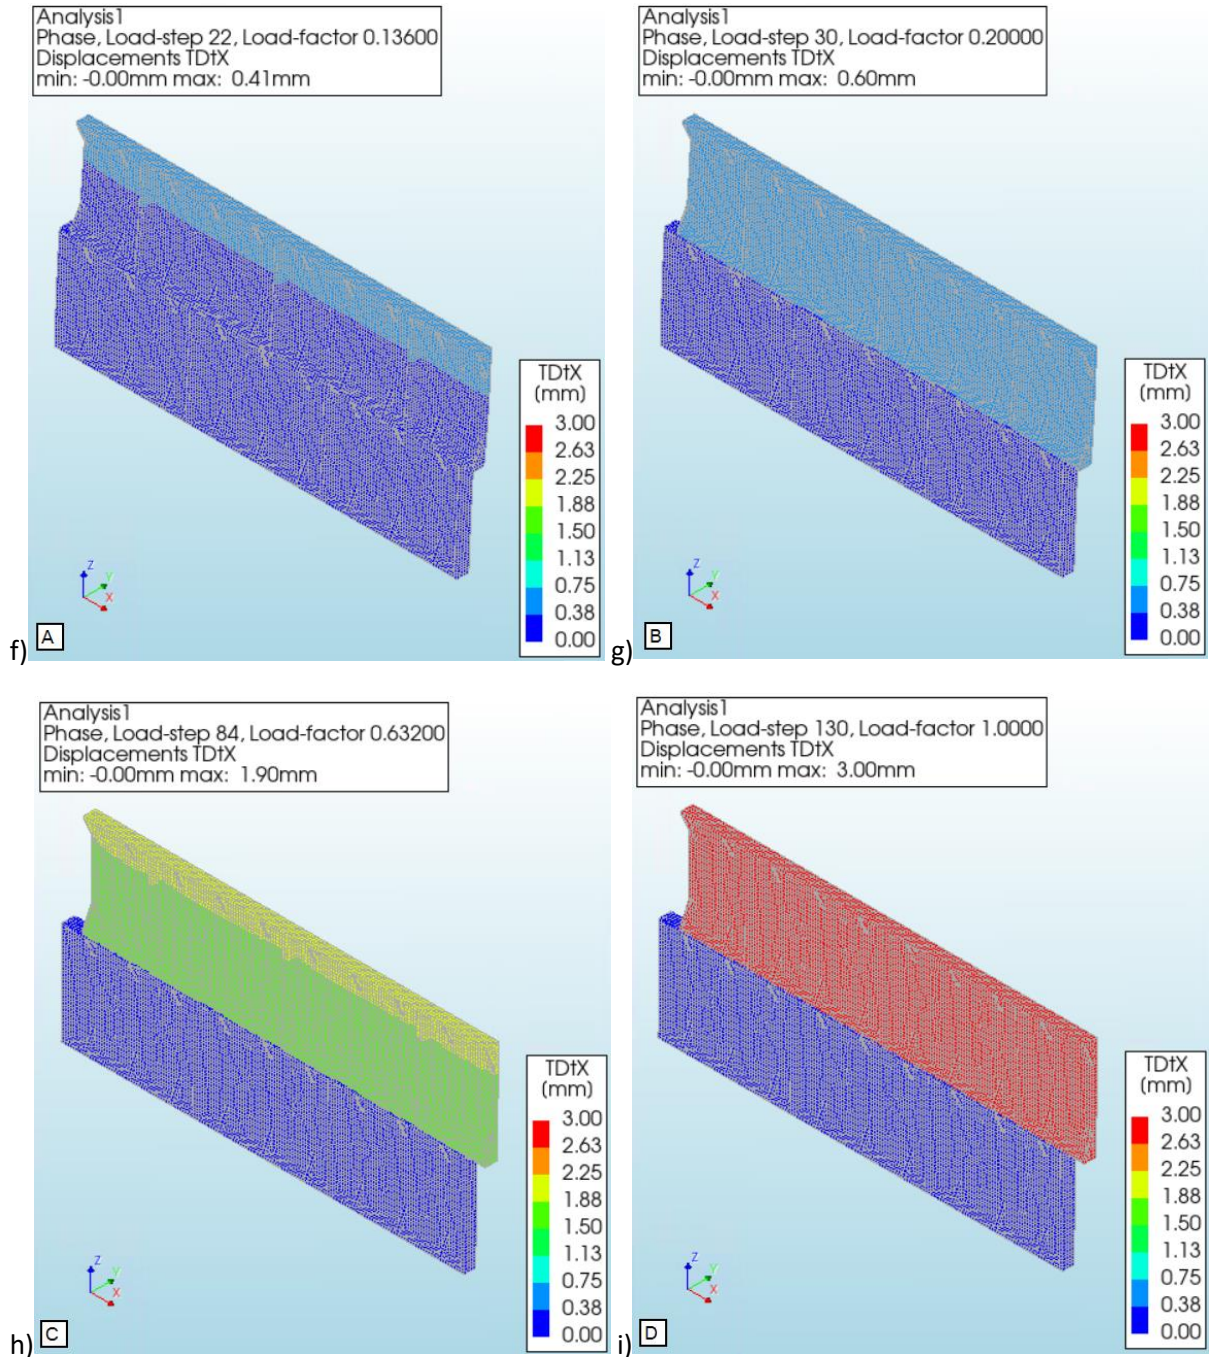 Analysis1
Phase, Load-step 22, Load-factor 0.13600
Displacements TDtX
min: -0.00mm max: 0.41mm
TDtX
(mm)
3.00
2.63
2.25
1.88
1.50
1.13
0.75
0.38
0.00
Z
Y
X
f) A
Analysis1
Phase, Load-step 30, Load-factor 0.20000
Displacements TDtX
min: -0.00mm max: 0.60mm
TDtX
(mm)
3.00
2.63
2.25
1.88
1.50
1.13
0.75
0.38
0.00
Z
Y
X
g) B
Analysis1
Phase, Load-step 84, Load-factor 0.63200
Displacements TDtX
min: -0.00mm max: 1.90mm
TDtX
(mm)
3.00
2.63
2.25
1.88
1.50
1.13
0.75
0.38
0.00
Z
Y
X
h) C
Analysis1
Phase, Load-step 130, Load-factor 1.0000
Displacements TDtX
min: -0.00mm max: 3.00mm
TDtX
(mm)
3.00
2.63
2.25
1.88
1.50
1.13
0.75
0.38
0.00
Z
Y
X
i) D